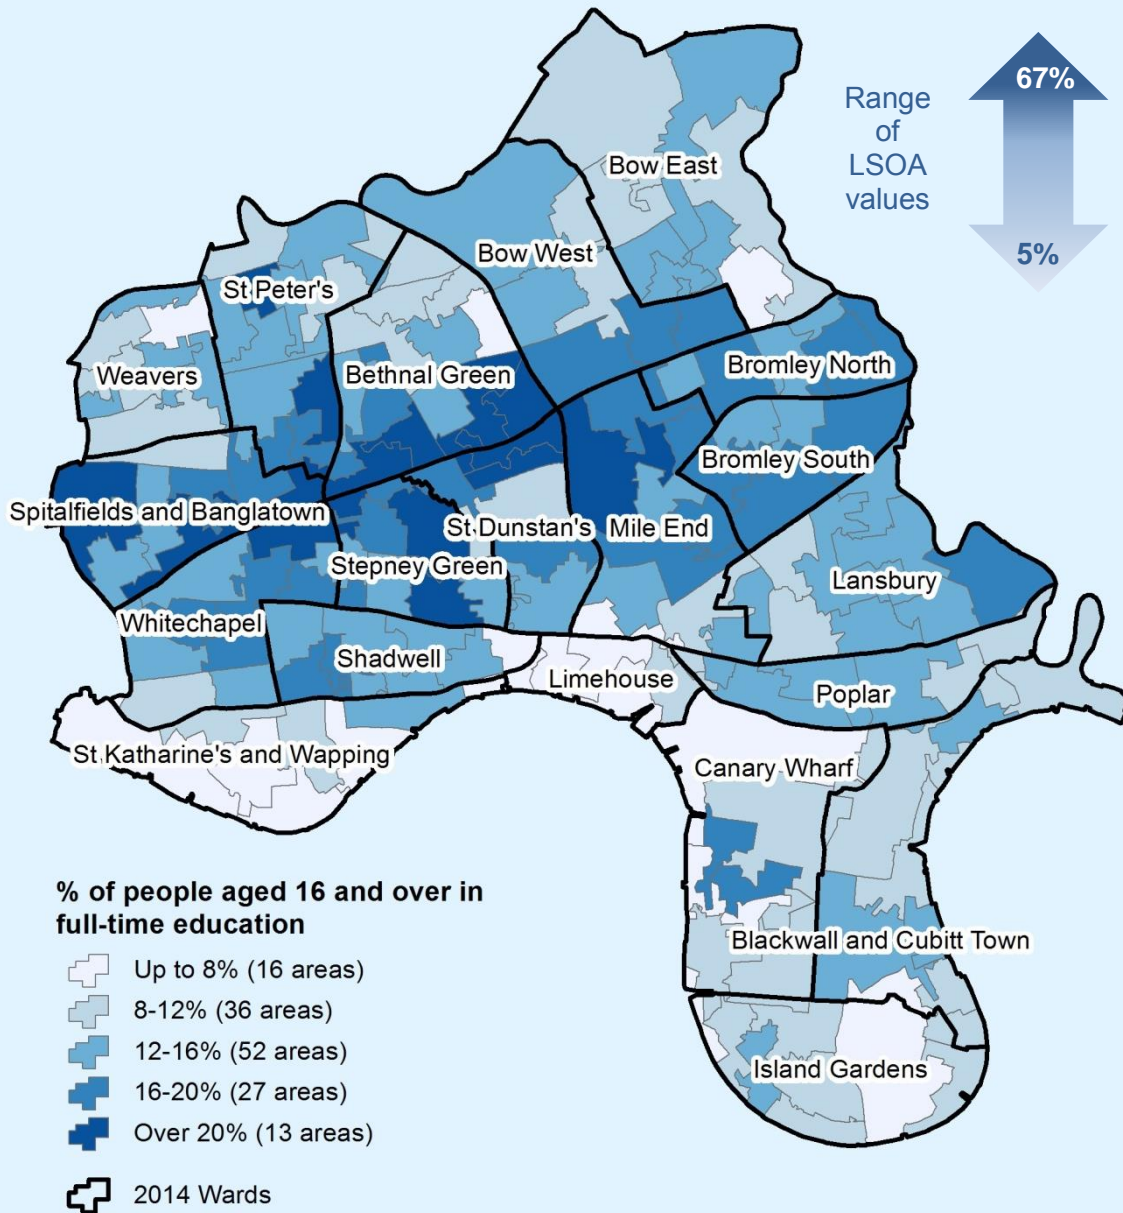 67%
Range
of
LSOA
values
5%
Bow East
Bow West
St Peter's
Weavers
Bethnal Green
Bromley North
Bromley South
Spitalfields and Banglatown
St Dunstan's
Mile End
Stepney Green
Lansbury
Whitechapel
Shadwell
Limehouse
Poplar
St Katharine's and Wapping
Canary Wharf
Blackwall and Cubitt Town
Island Gardens
% of people aged 16 and over in
full-time education
Up to 8% (16 areas)
8-12% (36 areas)
12-16% (52 areas)
16-20% (27 areas)
Over 20% (13 areas)
2014 Wards